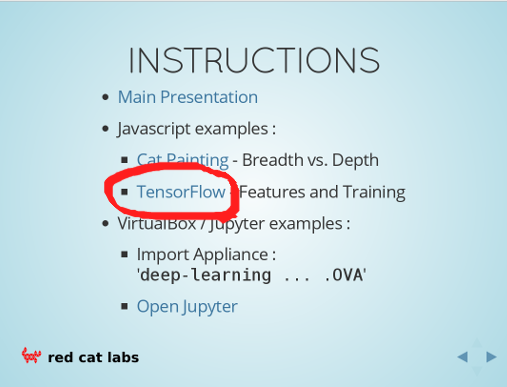 INSTRUCTIONS
• Main Presentation
• Javascript examples :
▪ Cat Painting - Breadth vs. Depth
▪ TensorFlow - Features and Training
• VirtualBox / Jupyter examples :
▪ Import Appliance :
'deep-learning ... .OVA'
▪ Open Jupyter
red cat labs